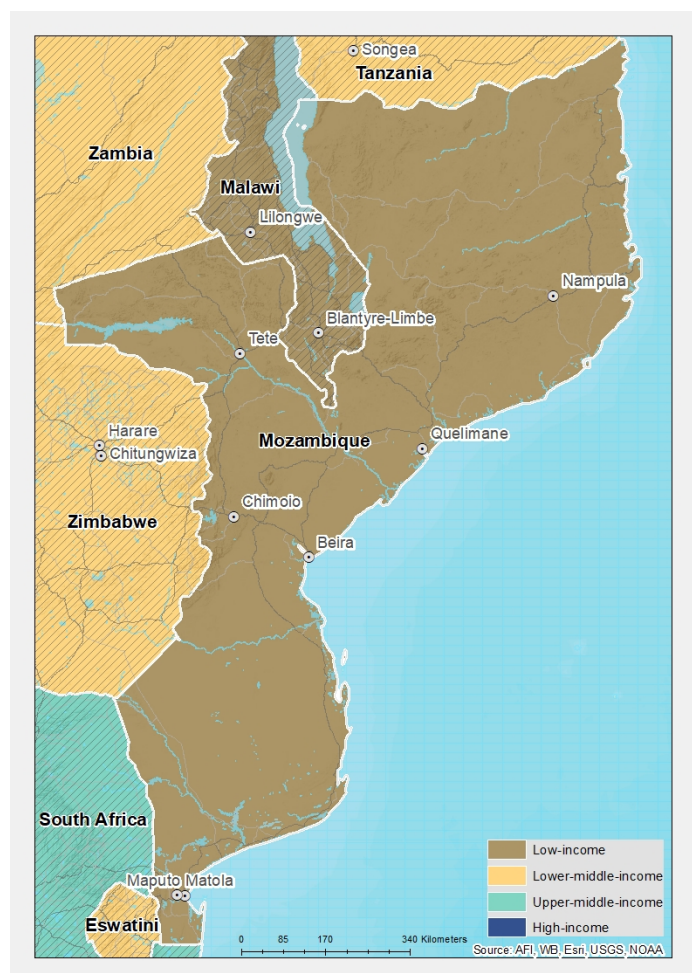 Songea
Tanzania
Zambia
Malawi
Lilongwe
Nampula
Blantyre-Limbe
Tete
Harare
Chitungwiza
Mozambique
Quelimane
Chimoio
Zimbabwe
Beira
South Africa
Maputo Matola
Eswatini
Low-income
Lower-middle-income
Upper-middle-income
High-income
0 85 170 340 Kilometers
Source: AFI, WB, Esri, USGS, NOAA